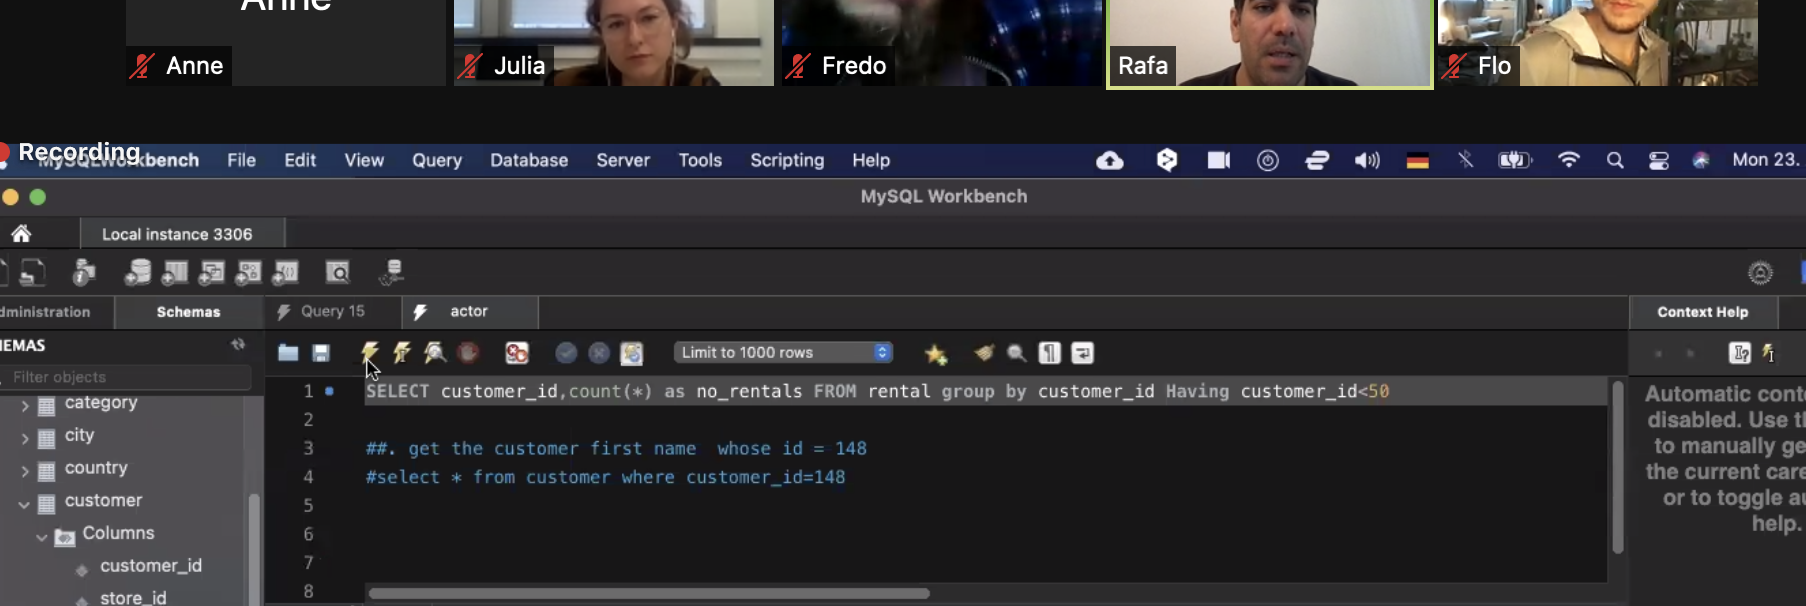 Anne
Anne
Julia
Fredo
Rafa
Flo
Recording
Workbench File Edit View Query Database Server Tools Scripting Help Mon 23.
MySQL Workbench
Local instance 3306
dministration Schemas Query 15 actor Context Help
EMAS
Limit to 1000 rows
Filter objects
category
city
country
customer
Columns
customer_id
store_id
1 SELECT customer_id,count(*) as no_rentals FROM rental group by customer_id Having customer_id<50
2
3 ##. get the customer first name  whose id = 148
4 #select * from customer where customer_id=148
5
6
7
8
Automatic conte
disabled. Use th
to manually ge
the current care
or to toggle au
help.